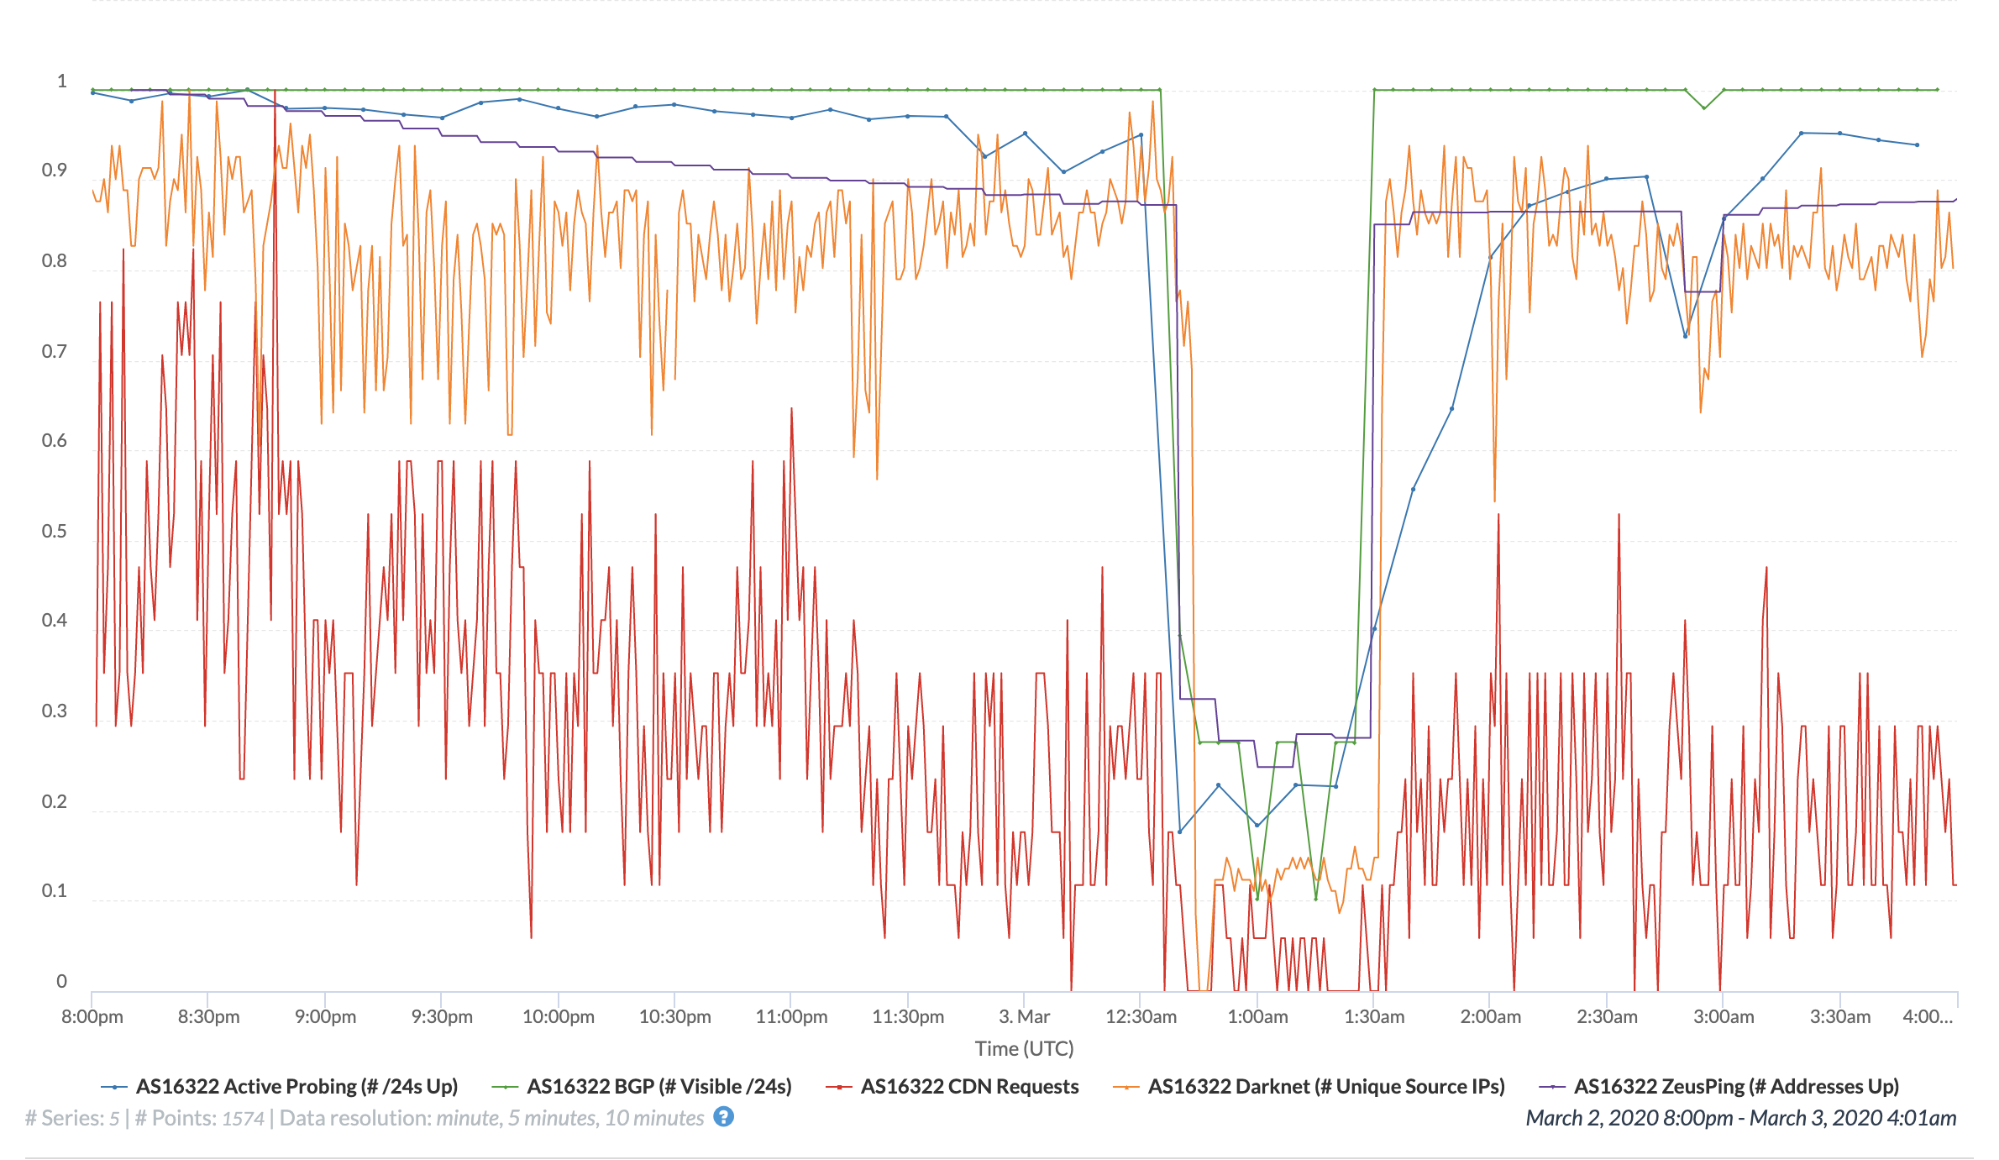 1
0.9
0.8
0.7
0.6
0.5
0.4
0.3
0.2
0.1
0
8:00pm 8:30pm 9:00pm 9:30pm 10:00pm 10:30pm 11:00pm 11:30pm 3. Mar 12:30am 1:00am 1:30am 2:00am 2:30am 3:00am 3:30am 4:00...
Time (UTC)
AS16322 Active Probing (# /24s Up) AS16322 BGP (# Visible /24s) AS16322 CDN Requests AS16322 Darknet (# Unique Source IPs) AS16322 ZeusPing (# Addresses Up)
# Series: 5 | # Points: 1574 | Data resolution: minute, 5 minutes, 10 minutes ? March 2, 2020 8:00pm - March 3, 2020 4:01am